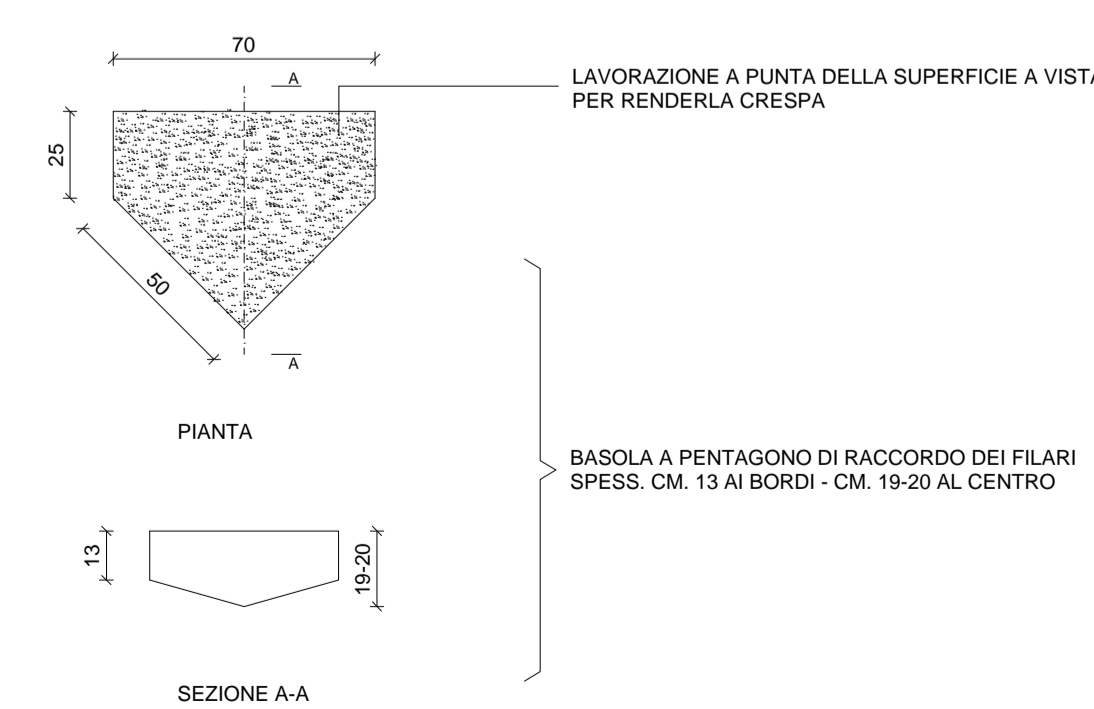 70
A
LAVORAZIONE A PUNTA DELLA SUPERFICIE A VISTA
PER RENDERLA CRESPA
25
50
A
PIANTA
BASOLA A PENTAGONO DI RACCORDO DEI FILARI
SPESS. CM. 13 AI BORDI - CM. 19-20 AL CENTRO
13
19-20
SEZIONE A-A